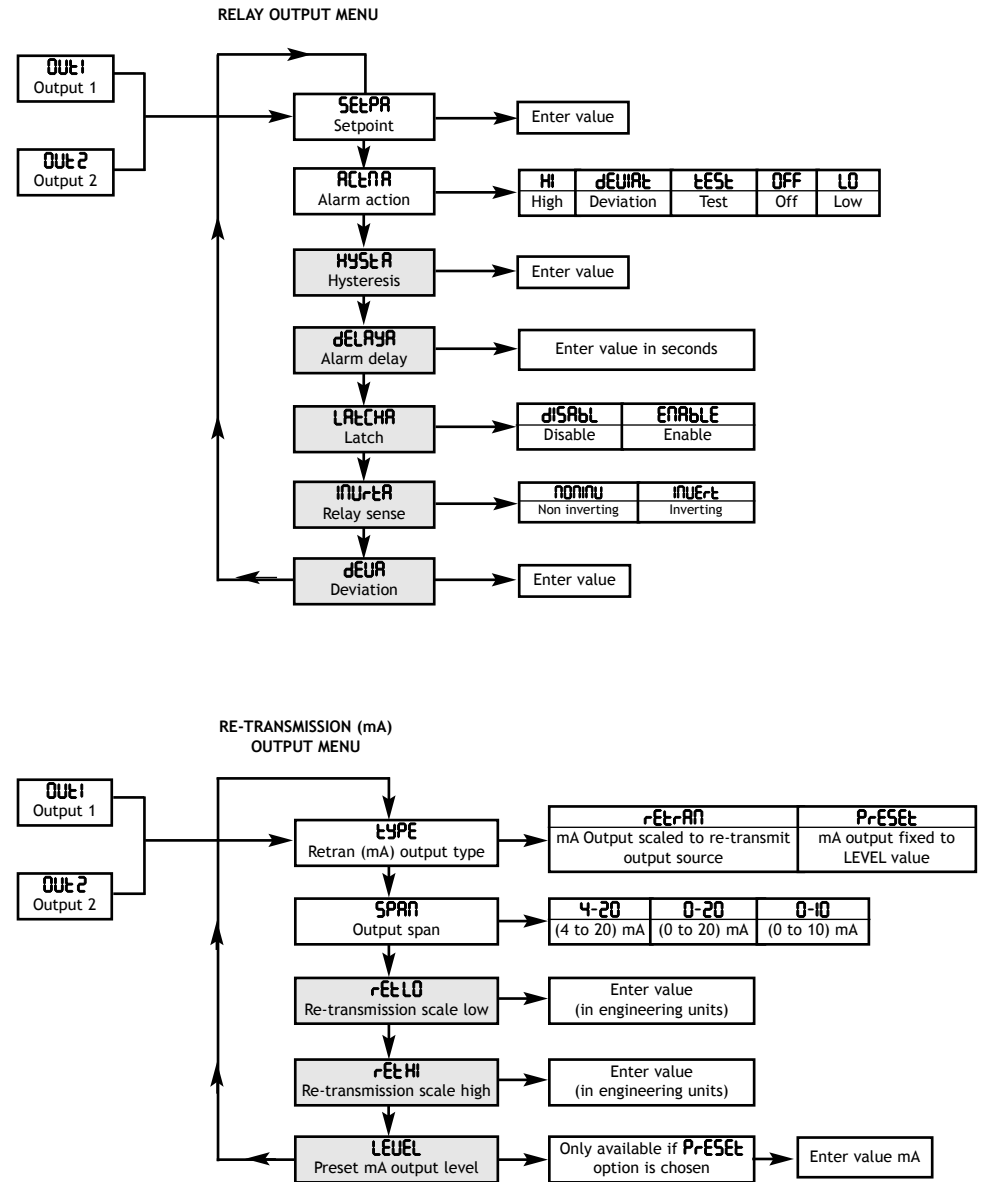 RELAY OUTPUT MENU
OUt1
Output 1
OUt2
Output 2
SEtPA
Setpoint
Enter value
ACtNA
Alarm action
HI
High
dEVIAt
Deviation
tESt
Test
OFF
Off
LO
Low
HYStA
Hysteresis
Enter value
dELAYA
Alarm delay
Enter value in seconds
LAtCHA
Latch
dISAbL
Disable
ENAbLE
Enable
INVrtA
Relay sense
NONINV
Non inverting
INVErt
Inverting
dEVA
Deviation
Enter value
RE-TRANSMISSION (mA)
OUTPUT MENU
OUt1
Output 1
OUt2
Output 2
tYPE
Retran (mA) output type
rEtrAN
mA Output scaled to re-transmit
output source
PrESEt
mA output fixed to
LEVEL value
SPAN
Output span
4-20
(4 to 20) mA
0-20
(0 to 20) mA
0-10
(0 to 10) mA
rEtLO
Re-transmission scale low
Enter value
(in engineering units)
rEtHI
Re-transmission scale high
Enter value
(in engineering units)
LEVEL
Preset mA output level
Only available if PrESEt
option is chosen
Enter value mA